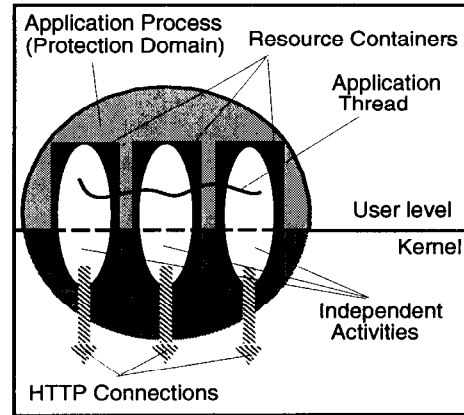 Application Process
(Protection Domain)
Resource Containers
Application
Thread
User level
Kernel
Independent
Activities
HTTP Connections